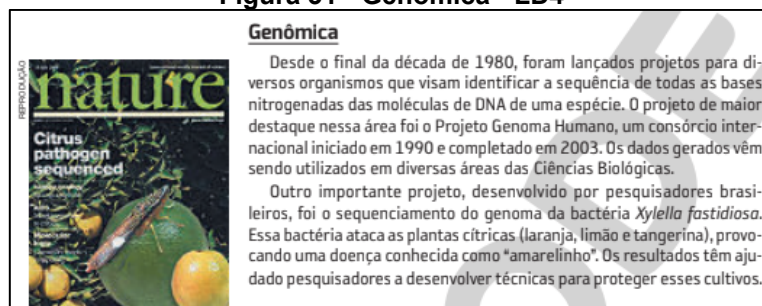 Genômica
Desde o final da década de 1980, foram lançados projetos para di-
versos organismos que visam identificar a sequência de todas as bases
nitrogenadas das moléculas de DNA de uma espécie. O projeto de maior
destaque nessa área foi o Projeto Genoma Humano, um consórcio inter-
nacional iniciado em 1990 e completado em 2003. Os dados gerados vêm
sendo utilizados em diversas áreas das Ciências Biológicas.
Outro importante projeto, desenvolvido por pesquisadores brasi-
leiros, foi o sequenciamento do genoma da bactéria Xylella fastidiosa.
Essa bactéria ataca as plantas cítricas (laranja, limão e tangerina), provo-
cando uma doença conhecida como "amarelinho". Os resultados têm aju-
dado pesquisadores a desenvolver técnicas para proteger esses cultivos.
REPRODUÇÃO
nature
Citrus
pathogen
sequenced